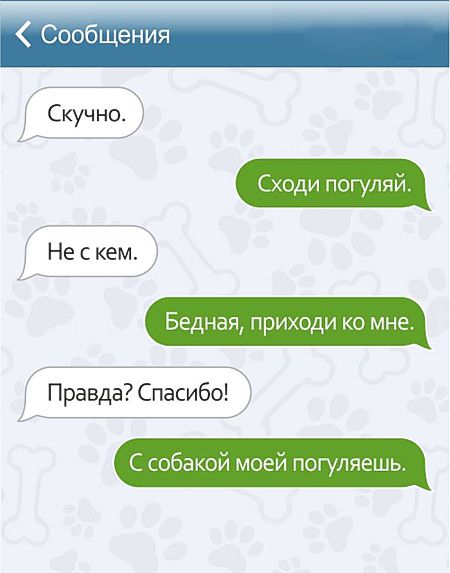 Сообщения
Скучно.
Сходи погуляй.
Не с кем.
Бедная, приходи ко мне.
Правда? Спасибо!
С собакой моей погуляешь.